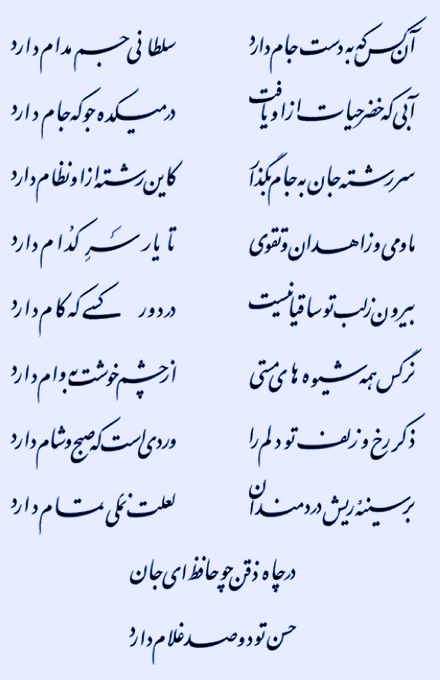 آن کس که به دست جام دارد سلطانی جم مدام دارد
آبی که خضر حیات از او یافت در میکده جو که جام دارد
سررشته جان به جام بگذار کاین رشته از او نظام دارد
ما و می و زاهدان و تقوی تا یار سرِ کدام دارد
بیرون ز لب تو ساقیا نیست در دور کسی که کام دارد
نرگس همه شیوه های مستی از چشم خوشت به وام دارد
ذکر رخ و زلف تو دلم را وردیست که صبح و شام دارد
بر سینهٔ ریش دردمندان لعلت نمکی تمام دارد
در چاه ذقن چو حافظ ای جان
حسن تو دو صد غلام دارد